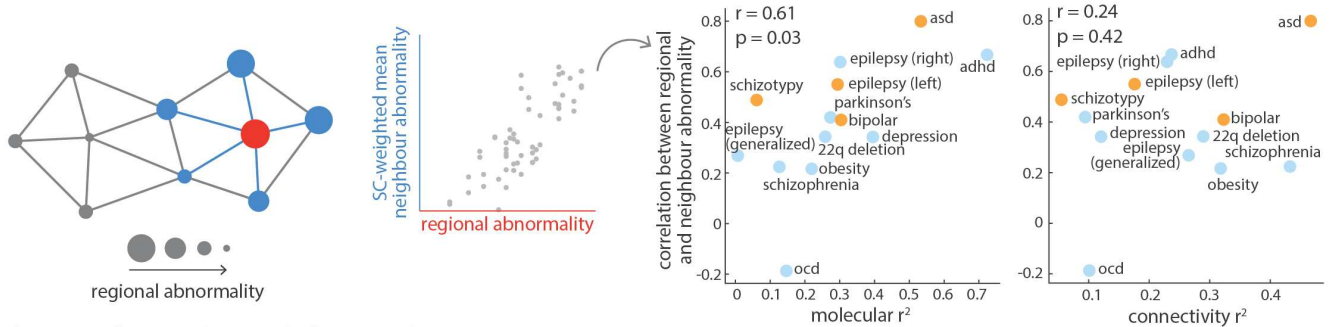 regional abnormality
SC-weighted mean
neighbour abnormality
regional abnormality
correlation between regional
and neighbour abnormality
r = 0.61
p = 0.03
0.8
0.6
0.4
0.2
0
-0.2
asd
epilepsy (right)
adhd
epilepsy (left)
schizotypy
parkinson's
bipolar
epilepsy
(generalized)
depression
22q deletion
obesity
schizophrenia
ocd
0 0.1 0.2 0.3 0.4 0.5 0.6 0.7
molecular r²
r = 0.24
p = 0.42
0.8
0.6
0.4
0.2
0
-0.2
asd
adhd
epilepsy (right)
epilepsy (left)
schizotypy
parkinson's
bipolar
depression
22q deletion
epilepsy
(generalized)
schizophrenia
obesity
ocd
0.1 0.2 0.3 0.4
connectivity r²